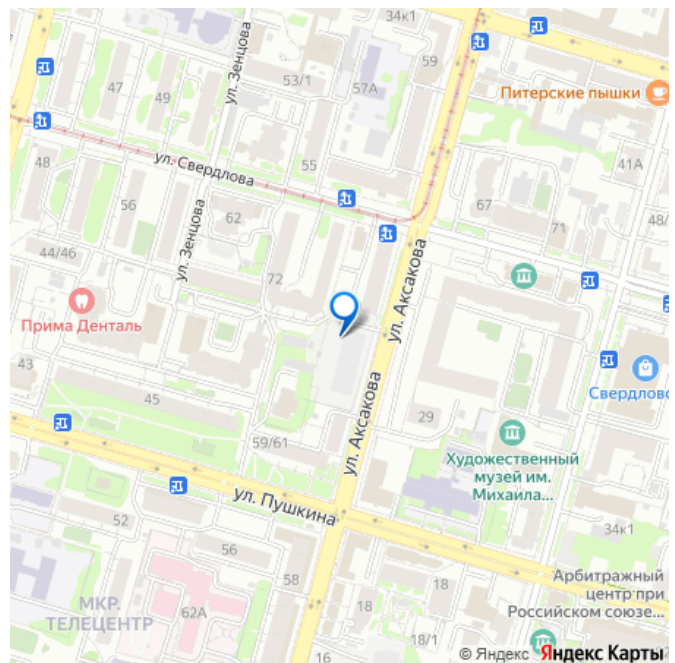 34к1
59
ул. Зенцова
53/1
57А
47
49
Питерские пышки
ул. Свердлова
55
41А
48
56
62
67
71
48/
ул. Зенцова
44/46
72
ул. Аксакова
Прима Денталь
43
45
ул. Аксакова
29
Свердловс
59/61
Художественный
музей им.
Михаила...
ул. Пушкина
52
34к1
56
58
Арбитражный
центр при
Российском союзе...
МКР.
ТЕЛЕЦЕНТР
62А
18
18
18/1
16
© Яндекс Яндекс Карты